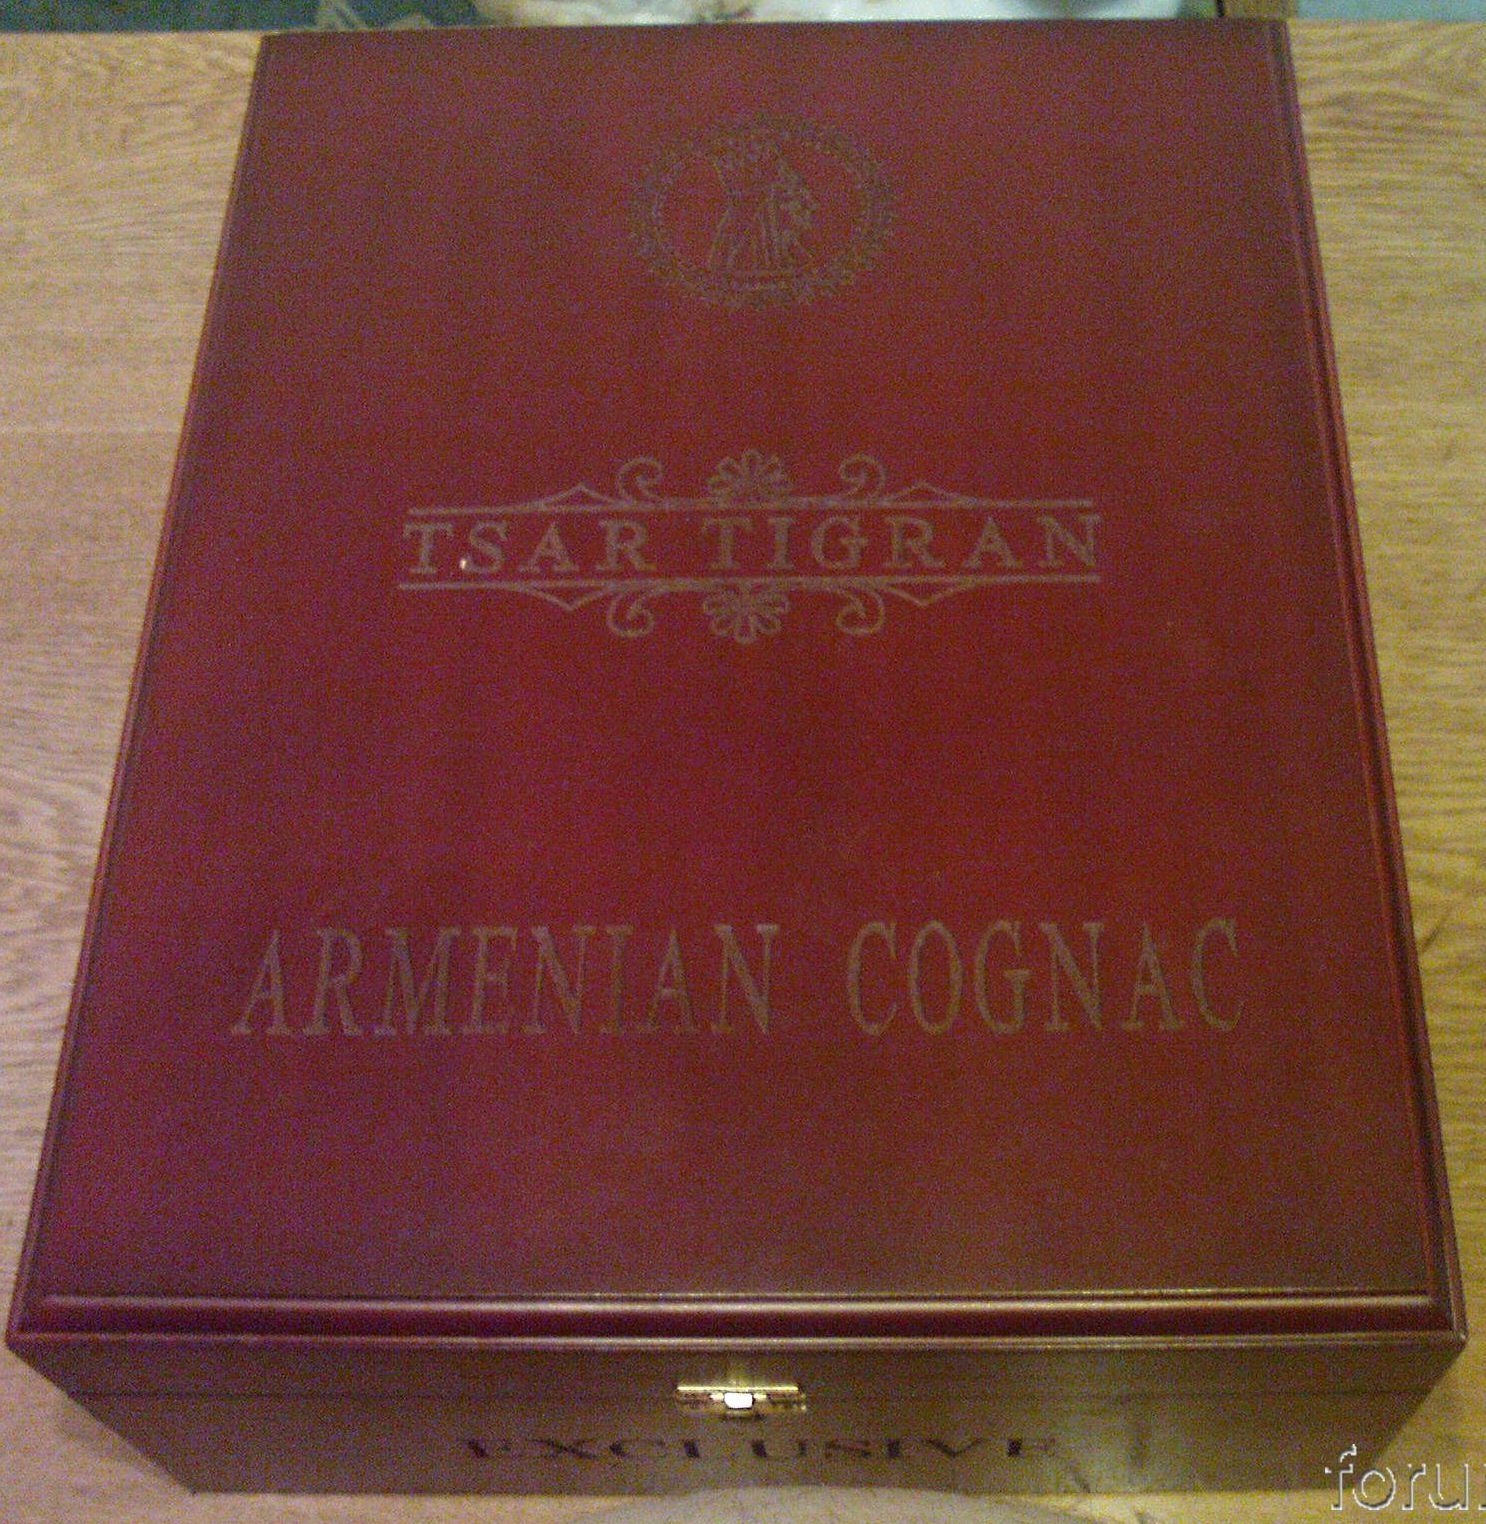 TSAR TIGRAN
ARMENIAN COGNAC
EXCLUSIVE